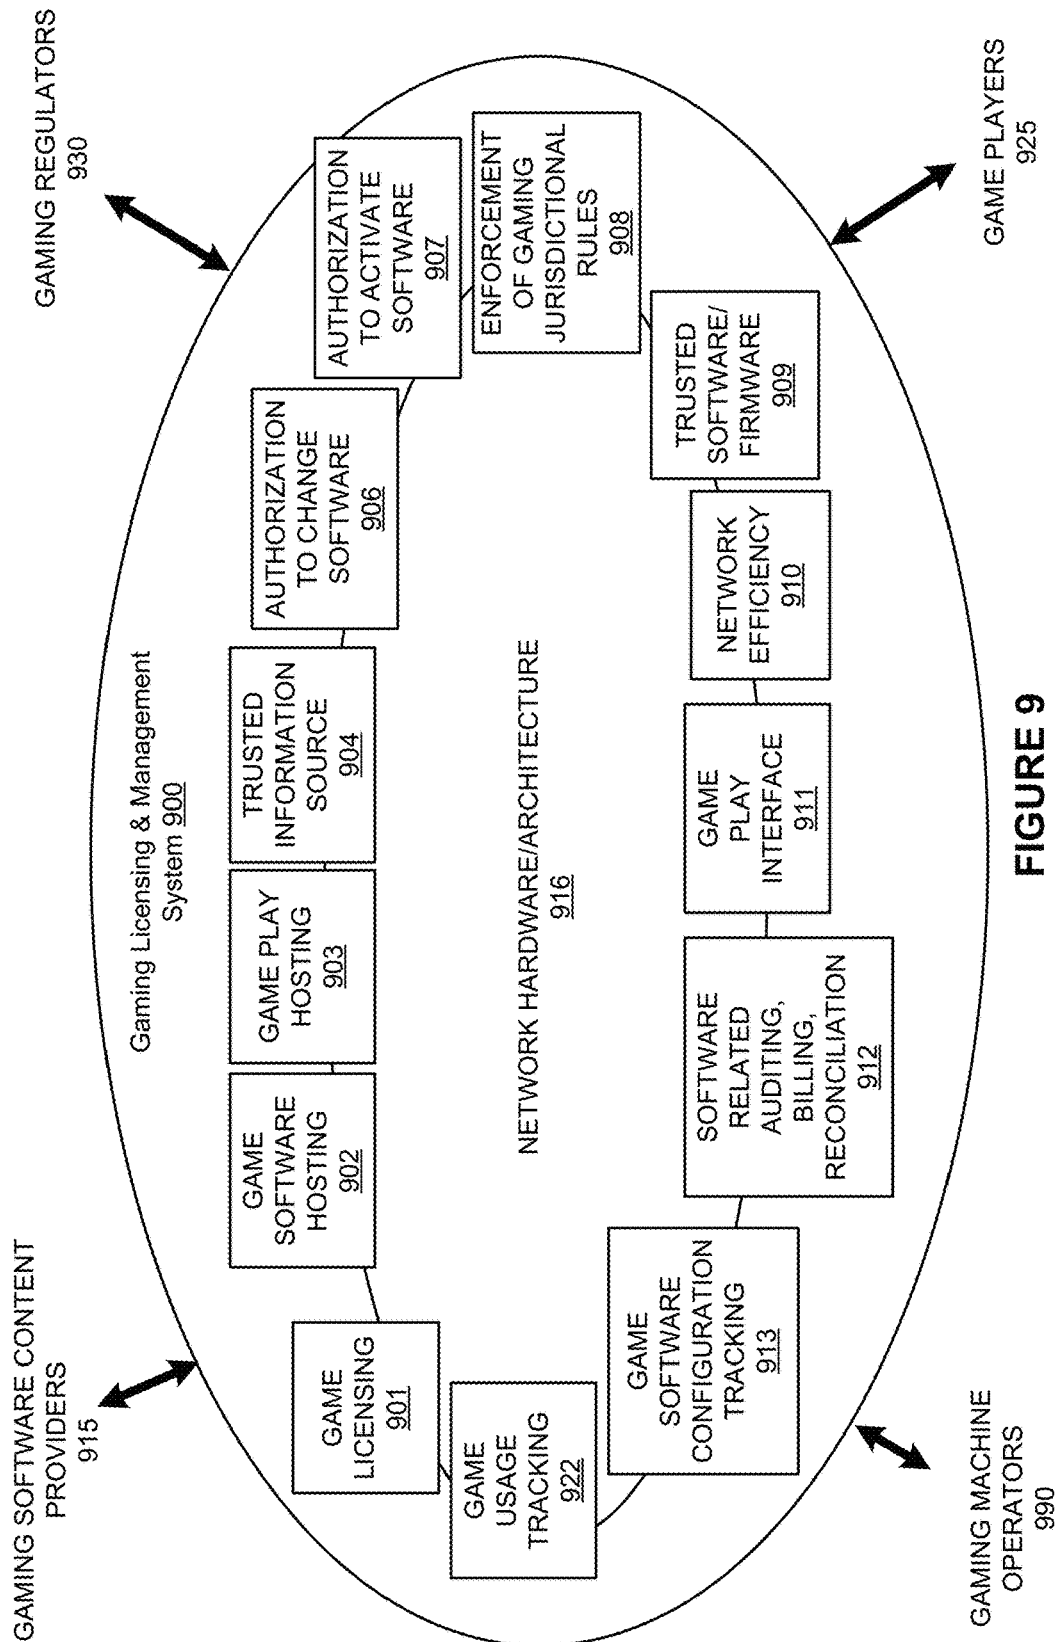 GAMING SOFTWARE CONTENT
PROVIDERS
915
GAMING REGULATORS
930
Gaming Licensing & Management
System 900
GAME
LICENSING
901
GAME
SOFTWARE
HOSTING
902
GAME PLAY
HOSTING
903
TRUSTED
INFORMATION
SOURCE
904
AUTHORIZATION
TO CHANGE
SOFTWARE
906
AUTHORIZATION
TO ACTIVATE
SOFTWARE
907
ENFORCEMENT
OF GAMING
JURISDICTIONAL
RULES
908
TRUSTED
SOFTWARE/
FIRMWARE
909
NETWORK
EFFICIENCY
910
GAME
PLAY
INTERFACE
911
SOFTWARE
RELATED
AUDITING,
BILLING,
RECONCILIATION
912
GAME
SOFTWARE
CONFIGURATION
TRACKING
913
GAME
USAGE
TRACKING
922
NETWORK HARDWARE/ARCHITECTURE
916
GAMING MACHINE
OPERATORS
990
GAME PLAYERS
925
FIGURE 9